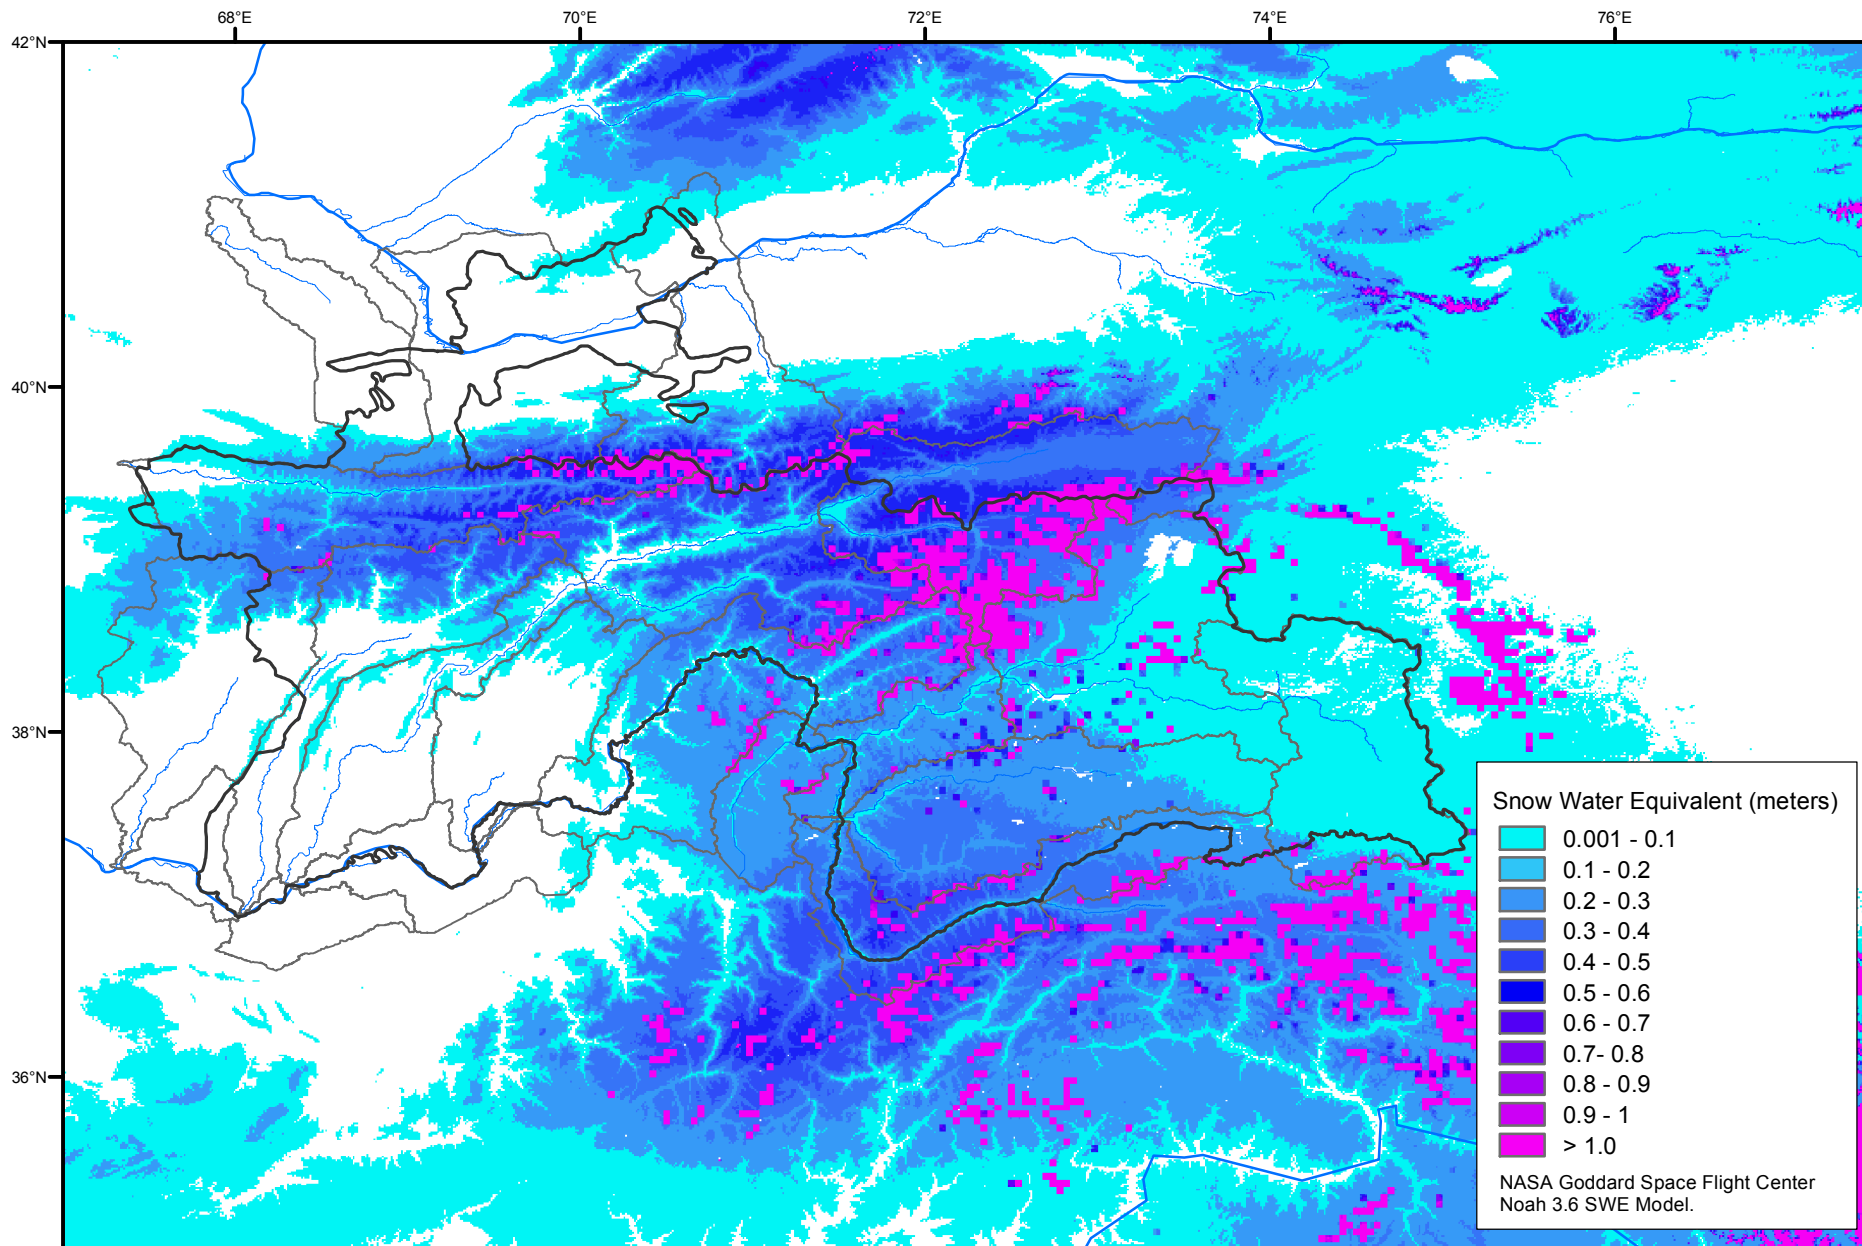 68°E 70°E 72°E 74°E 76°E
42°N
40°N
38°N
36°N
Snow Water Equivalent (meters)
0.001 - 0.1
0.1 - 0.2
0.2 - 0.3
0.3 - 0.4
0.4 - 0.5
0.5 - 0.6
0.6 - 0.7
0.7- 0.8
0.8 - 0.9
0.9 - 1
> 1.0
NASA Goddard Space Flight Center
Noah 3.6 SWE Model.